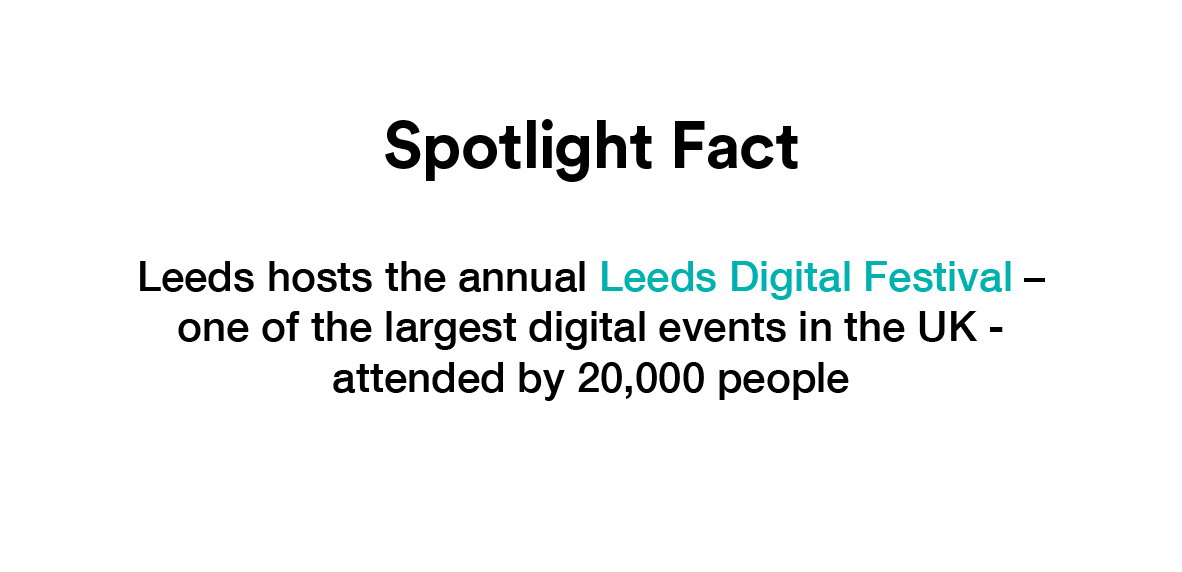 Spotlight Fact
Leeds hosts the annual Leeds Digital Festival –
one of the largest digital events in the UK -
attended by 20,000 people